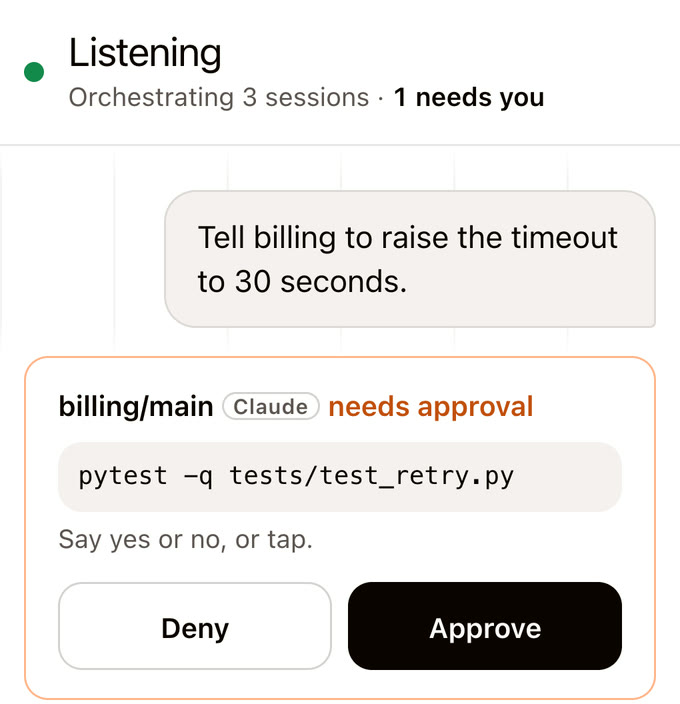 Listening
Orchestrating 3 sessions · 1 needs you
Tell billing to raise the timeout
to 30 seconds.
billing/main Claude needs approval
pytest -q tests/test_retry.py
Say yes or no, or tap.
Deny Approve